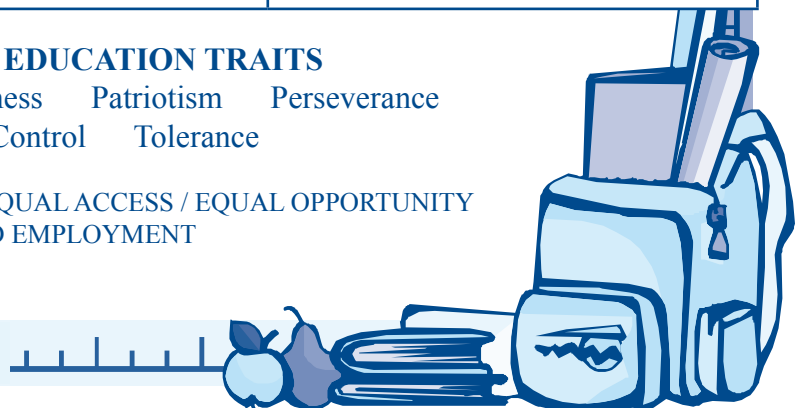 EDUCATION TRAITS
ness Patriotism Perseverance
Control Tolerance
QUAL ACCESS / EQUAL OPPORTUNITY
EMPLOYMENT